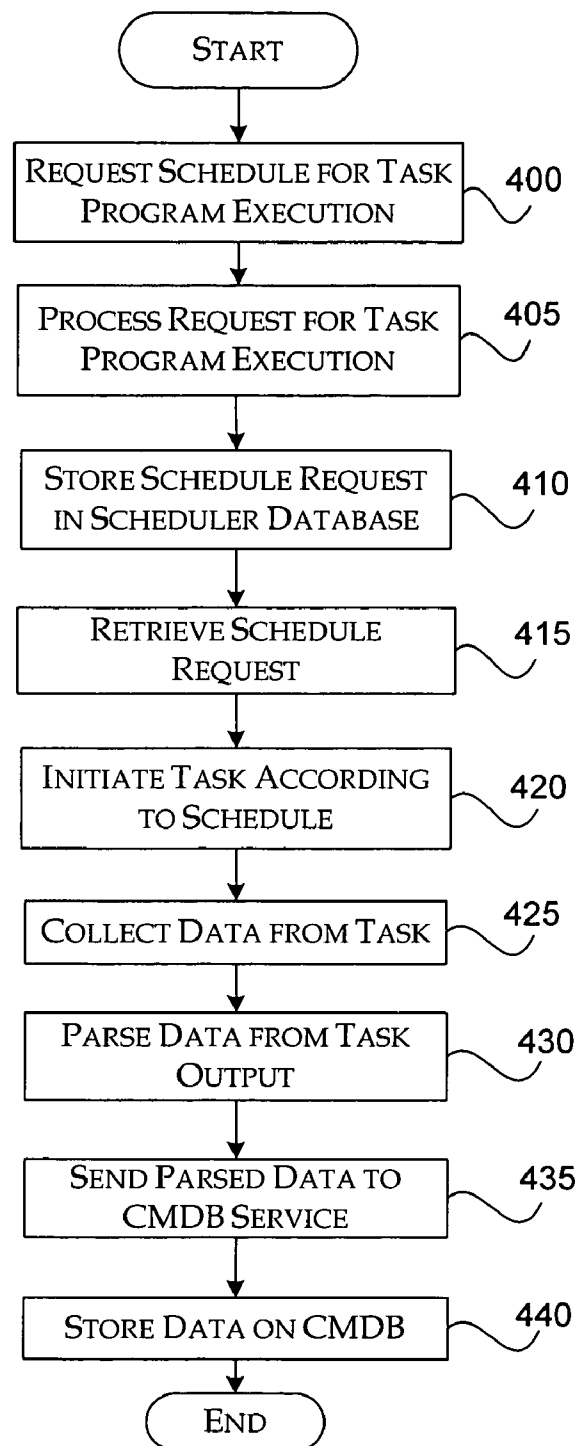 START
REQUEST SCHEDULE FOR TASK
PROGRAM EXECUTION
400
PROCESS REQUEST FOR TASK
PROGRAM EXECUTION
405
STORE SCHEDULE REQUEST
IN SCHEDULER DATABASE
410
RETRIEVE SCHEDULE
REQUEST
415
INITIATE TASK ACCORDING
TO SCHEDULE
420
COLLECT DATA FROM TASK
425
PARSE DATA FROM TASK
OUTPUT
430
SEND PARSED DATA TO
CMDB SERVICE
435
STORE DATA ON CMDB
440
END